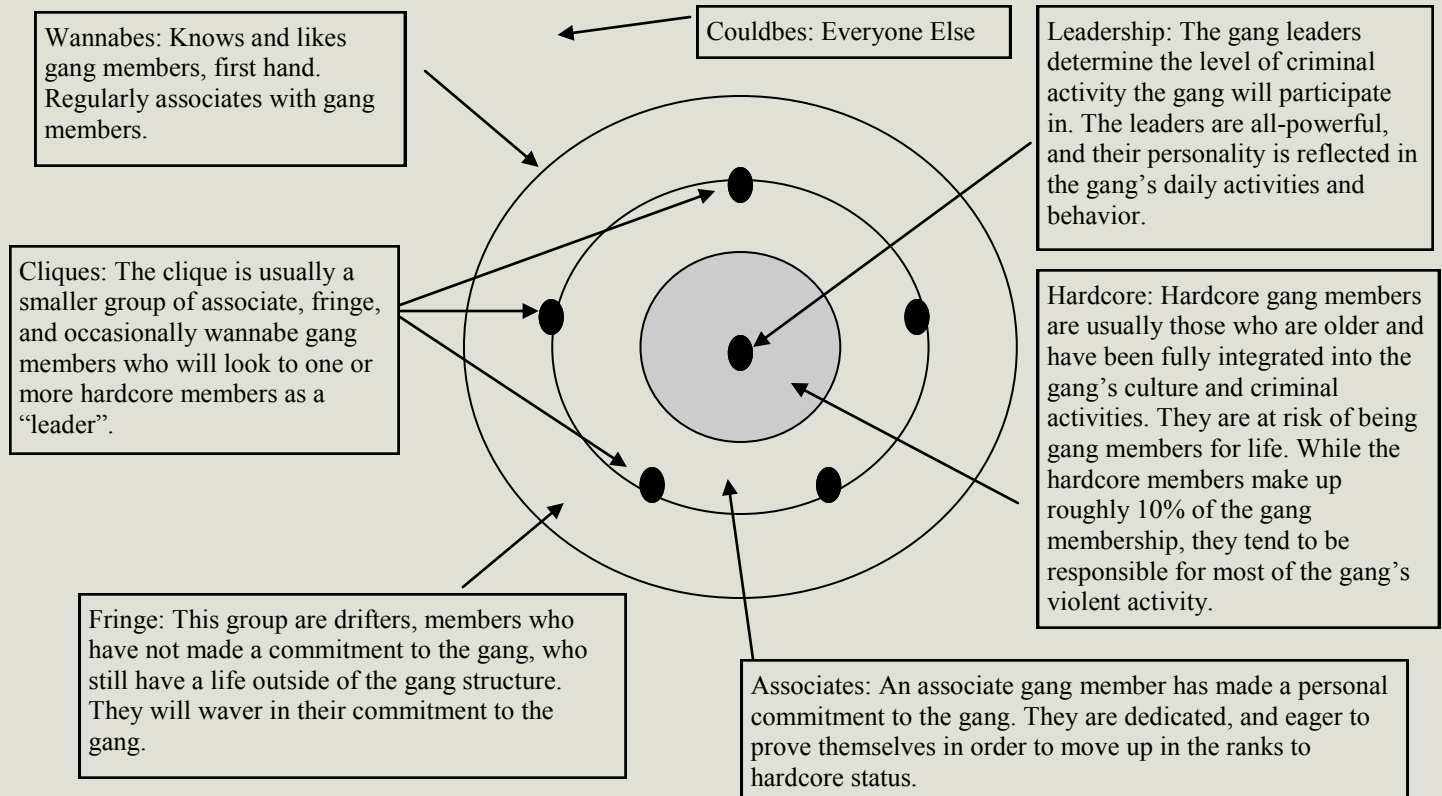 Wannabes: Knows and likes
gang members, first hand.
Regularly associates with gang
members.
Couldbes: Everyone Else
Leadership: The gang leaders
determine the level of criminal
activity the gang will participate
in. The leaders are all-powerful,
and their personality is reflected in
the gang’s daily activities and
behavior.
Cliques: The clique is usually a
smaller group of associate, fringe,
and occasionally wannabe gang
members who will look to one or
more hardcore members as a
“leader”.
Hardcore: Hardcore gang members
are usually those who are older and
have been fully integrated into the
gang’s culture and criminal
activities. They are at risk of being
gang members for life. While the
hardcore members make up
roughly 10% of the gang
membership, they tend to be
responsible for most of the gang’s
violent activity.
Fringe: This group are drifters, members who
have not made a commitment to the gang, who
still have a life outside of the gang structure.
They will waver in their commitment to the
gang.
Associates: An associate gang member has made a personal
commitment to the gang. They are dedicated, and eager to
prove themselves in order to move up in the ranks to
hardcore status.